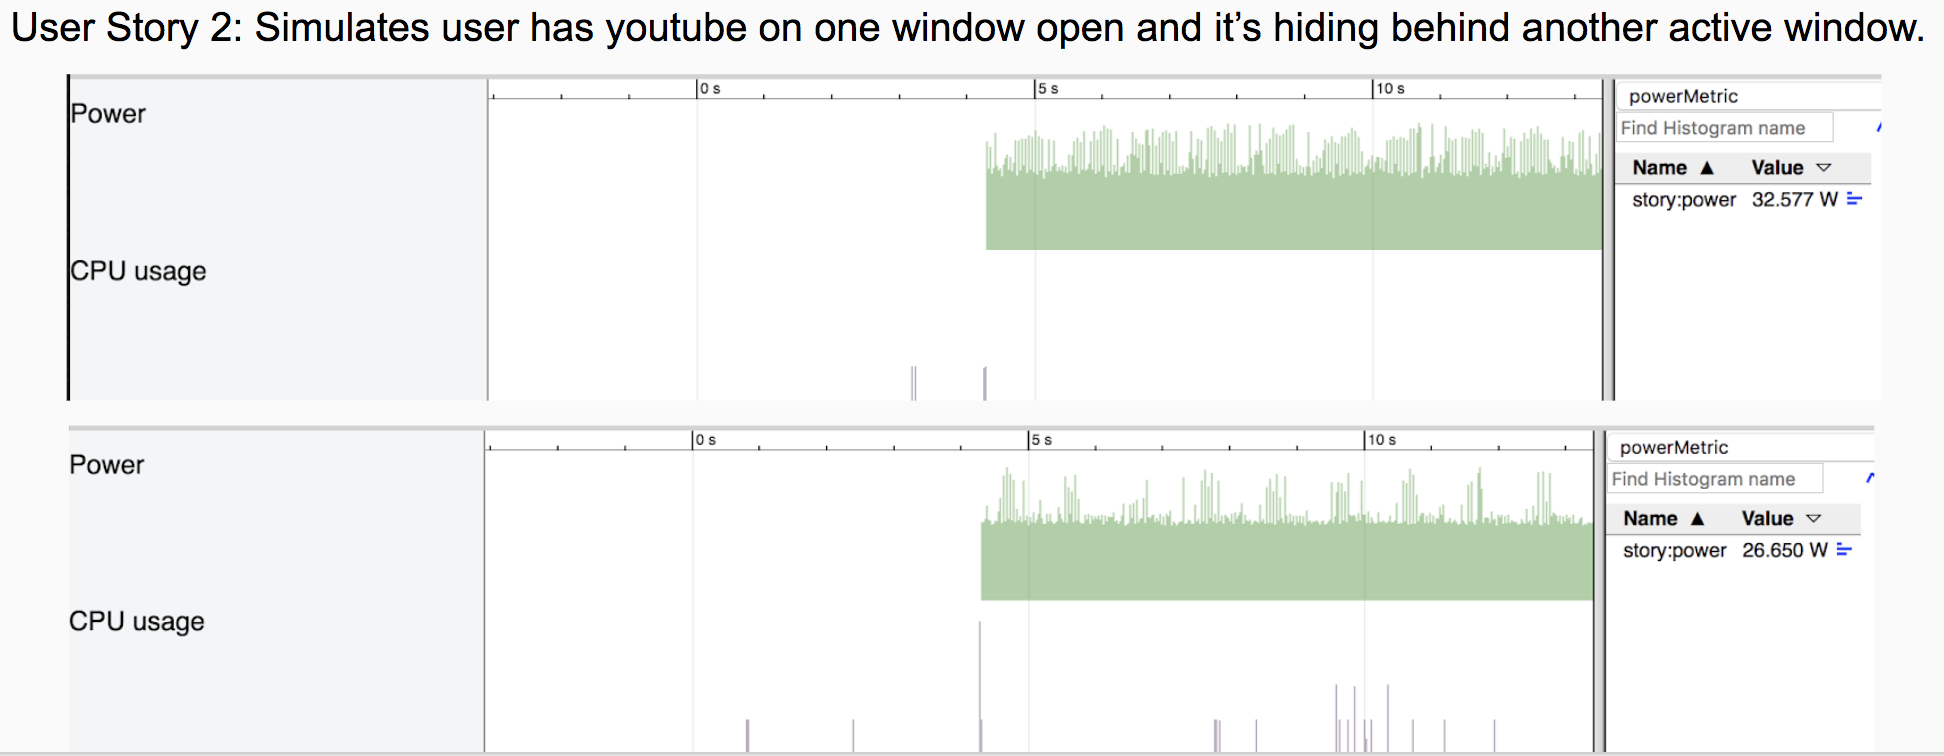 User Story 2: Simulates user has youtube on one window open and it's hiding behind another active window.
0 s 5 s 10 s
Power
CPU usage
powerMetric
Find Histogram name
Name ▲ Value ▽
story:power 32.577 W
0 s 5 s 10 s
Power
CPU usage
powerMetric
Find Histogram name
Name ▲ Value ▽
story:power 26.650 W